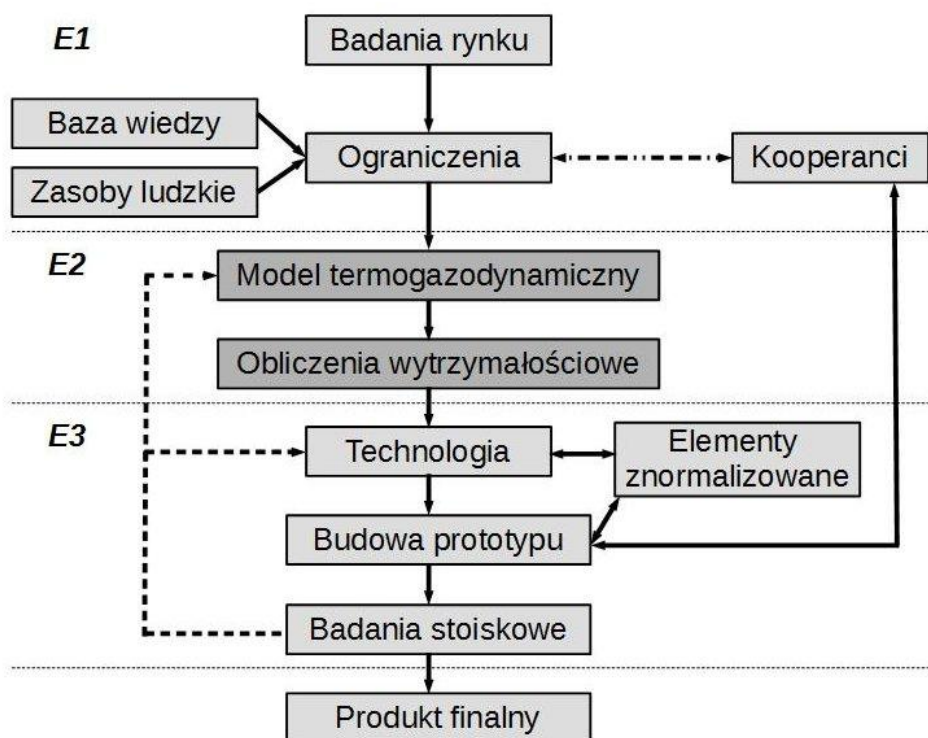 E1
Badania rynku
Baza wiedzy
Ograniczenia
Kooperanci
Zasoby ludzkie
E2
Model termogazodynamiczny
Obliczenia wytrzymałościowe
E3
Technologia
Elementy
znormalizowane
Budowa prototypu
Badania stoiskowe
Produkt finalny